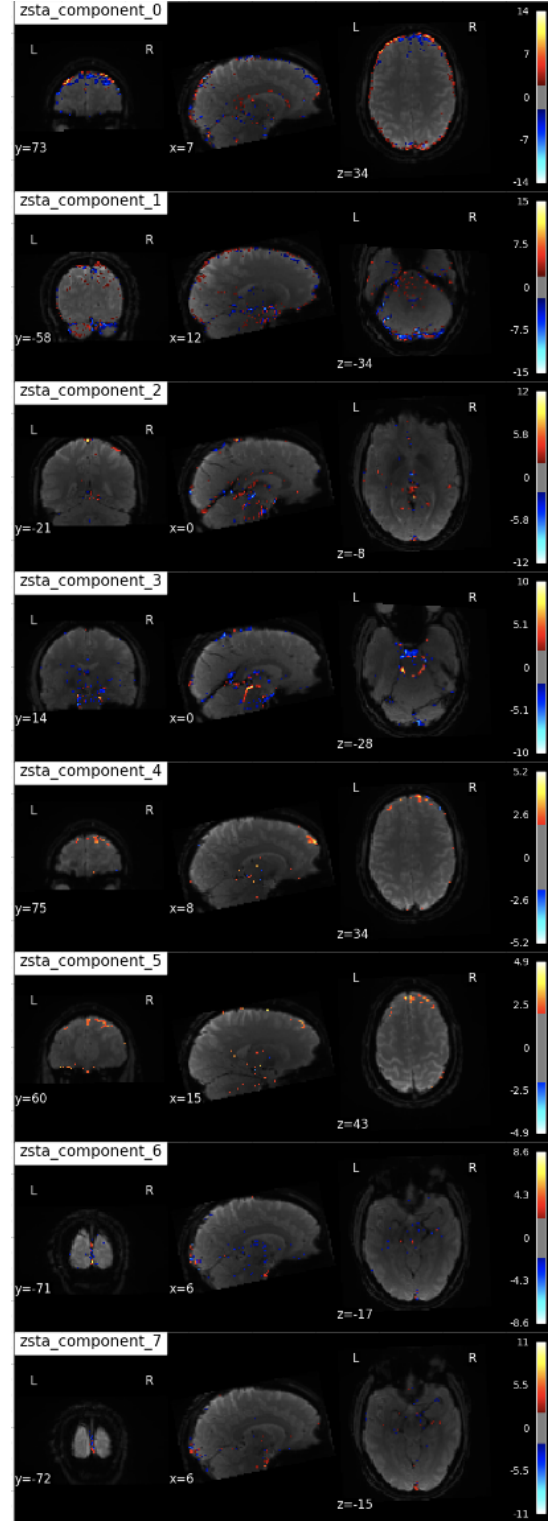 zsta_component_0
L R L R
14
7
0
-7
-14
y=73 x=7 z=34
zsta_component_1
L R L R
15
7.5
0
-7.5
-15
y=-58 x=12 z=-34
zsta_component_2
L R L R
12
5.8
0
-5.8
-12
y=-21 x=0 z=-8
zsta_component_3
L R L R
10
5.1
0
-5.1
-10
y=14 x=0 z=-28
zsta_component_4
L R L R
5.2
2.6
0
-2.6
-5.2
y=75 x=8 z=34
zsta_component_5
L R L R
4.9
2.5
0
-2.5
-4.9
y=60 x=15 z=43
zsta_component_6
L R L R
8.6
4.3
0
-4.3
-8.6
y=-71 x=6 z=-17
zsta_component_7
L R L R
11
5.5
0
-5.5
-11
y=-72 x=6 z=-15